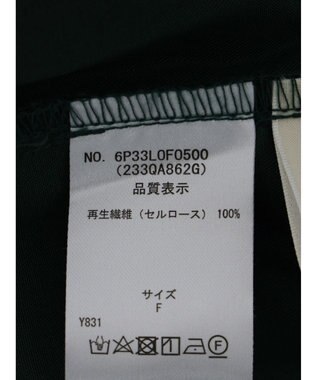 NO. 6P33L0F0500
(233QA862G)
品質表示
再生繊維(セルロース) 100%
サイズ
F
Y831
F